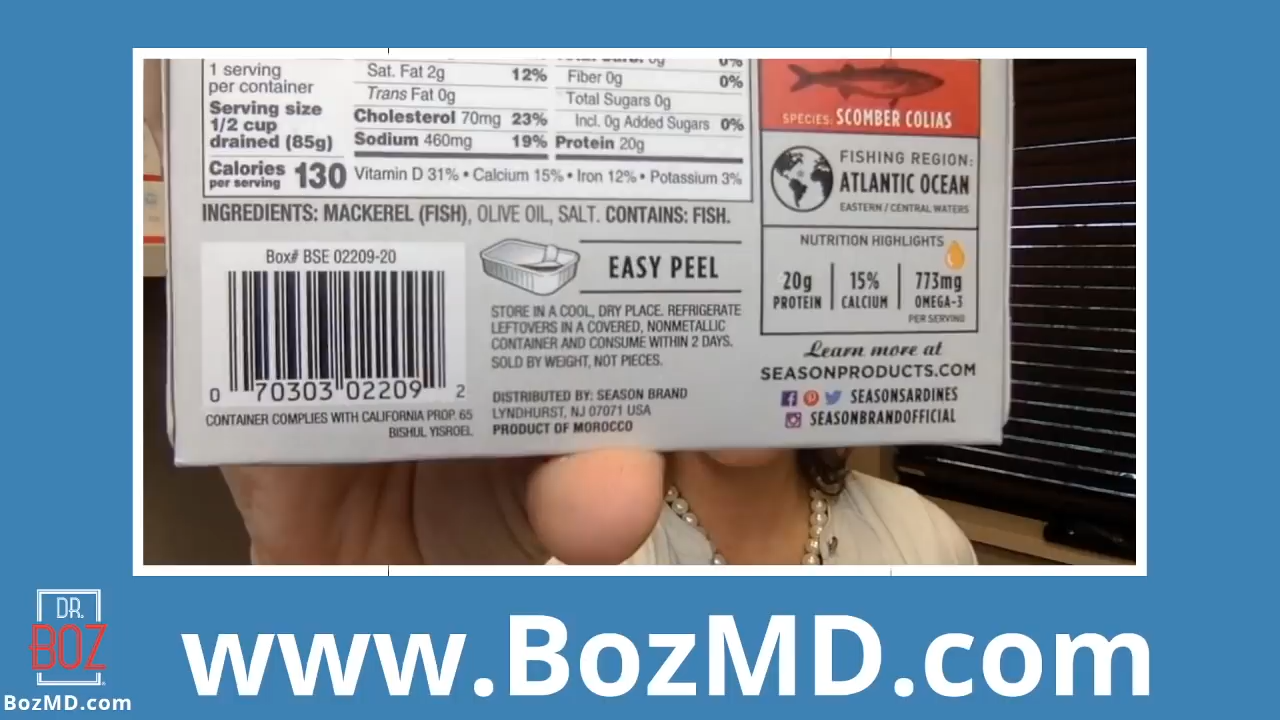 1 serving
per container
Serving size
1/2 cup
drained (85g)
Calories
per serving
130
Sat. Fat 2g 12%
Trans Fat 0g
Cholesterol 70mg 23%
Sodium 460mg 19%
0%
Fiber 0g 0%
Total Sugars 0g
Incl. 0g Added Sugars 0%
Protein 20g
Vitamin D 31% • Calcium 15% • Iron 12% • Potassium 3%
INGREDIENTS: MACKEREL (FISH), OLIVE OIL, SALT. CONTAINS: FISH.
SPECIES: SCOMBER COLIAS
FISHING REGION:
ATLANTIC OCEAN
EASTERN / CENTRAL WATERS
NUTRITION HIGHLIGHTS
20g
PROTEIN
15%
CALCIUM
773mg
OMEGA-3
PER SERVING
Box# BSE 02209-20
0 70303 02209 2
CONTAINER COMPLIES WITH CALIFORNIA PROP. 65
BISHUL YISROEL
EASY PEEL
STORE IN A COOL, DRY PLACE. REFRIGERATE
LEFTOVERS IN A COVERED, NONMETALLIC
CONTAINER AND CONSUME WITHIN 2 DAYS.
SOLD BY WEIGHT, NOT PIECES.
DISTRIBUTED BY: SEASON BRAND
LYNDHURST, NJ 07071 USA
PRODUCT OF MOROCCO
Learn more at
SEASONPRODUCTS.COM
SEASONSARDINES
SEASONBRANDOFFICIAL
DR.
BOZ
BozMD.com
www.BozMD.com